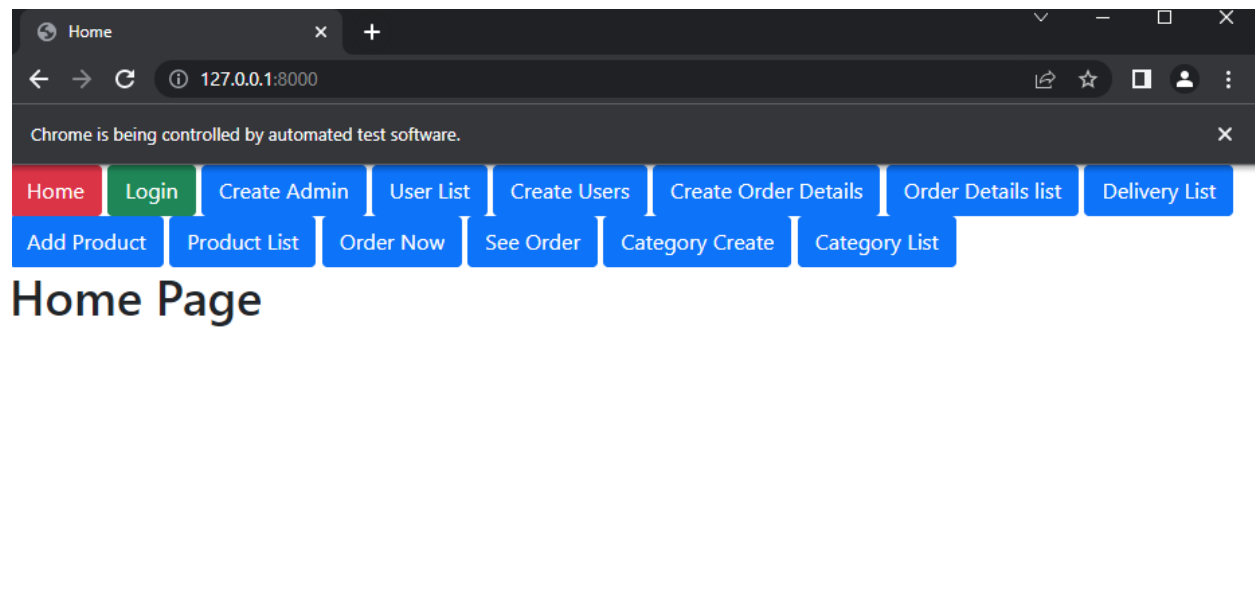 Home
127.0.0.1:8000
Chrome is being controlled by automated test software.
Home Login Create Admin User List Create Users Create Order Details Order Details list Delivery List
Add Product Product List Order Now See Order Category Create Category List
Home Page